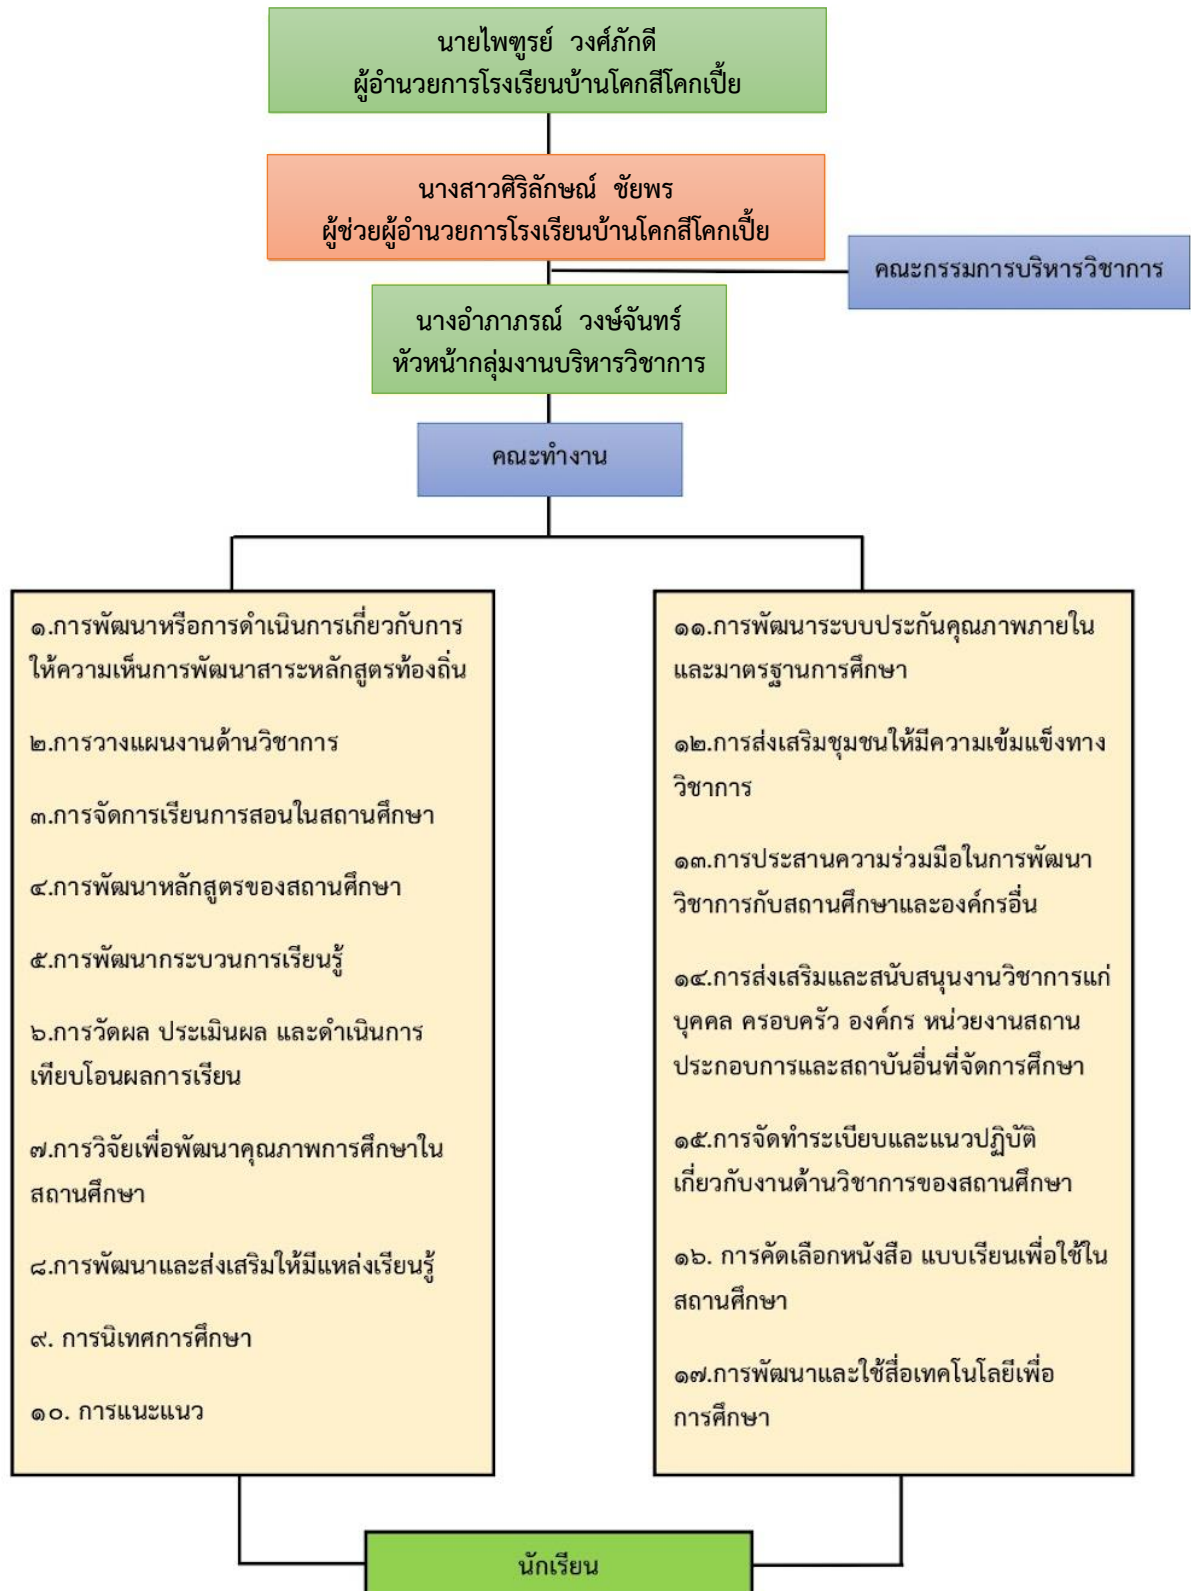 นายไพฑูรย์  วงศ์ภักดี
ผู้อำนวยการโรงเรียนบ้านโคกสีโคกเปี้ย
นางสาวศิริลักษณ์  ชัยพร
ผู้ช่วยผู้อำนวยการโรงเรียนบ้านโคกสีโคกเปี้ย
คณะกรรมการบริหารวิชาการ
นางอำภาภรณ์  วงษ์จันทร์
หัวหน้ากลุ่มงานบริหารวิชาการ
คณะทำงาน
๑.การพัฒนาหรือการดำเนินการเกี่ยวกับการ
ให้ความเห็นการพัฒนาสาระหลักสูตรท้องถิ่น
๒.การวางแผนงานด้านวิชาการ
๓.การจัดการเรียนการสอนในสถานศึกษา
๔.การพัฒนาหลักสูตรของสถานศึกษา
๕.การพัฒนากระบวนการเรียนรู้
๖.การวัดผล ประเมินผล และดำเนินการ
เทียบโอนผลการเรียน
๗.การวิจัยเพื่อพัฒนาคุณภาพการศึกษาใน
สถานศึกษา
๘.การพัฒนาและส่งเสริมให้มีแหล่งเรียนรู้
๙. การนิเทศการศึกษา
๑๐. การแนะแนว
๑๑.การพัฒนาระบบประกันคุณภาพภายใน
และมาตรฐานการศึกษา
๑๒.การส่งเสริมชุมชนให้มีความเข้มแข็งทาง
วิชาการ
๑๓.การประสานความร่วมมือในการพัฒนา
วิชาการกับสถานศึกษาและองค์กรอื่น
๑๔.การส่งเสริมและสนับสนุนงานวิชาการแก่
บุคคล ครอบครัว องค์กร หน่วยงานสถาน
ประกอบการและสถาบันอื่นที่จัดการศึกษา
๑๕.การจัดทำระเบียบและแนวปฏิบัติ
เกี่ยวกับงานด้านวิชาการของสถานศึกษา
๑๖. การคัดเลือกหนังสือ แบบเรียนเพื่อใช้ใน
สถานศึกษา
๑๗.การพัฒนาและใช้สื่อเทคโนโลยีเพื่อ
การศึกษา
นักเรียน